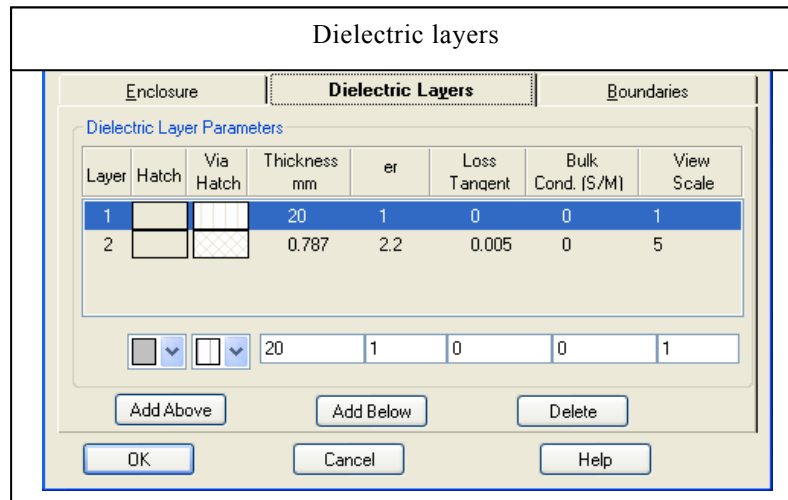 Dielectric layers
Enclosure Dielectric Layers Boundaries
Dielectric Layer Parameters
Layer Hatch Via Hatch Thickness mm er Loss Tangent Bulk Cond. (S/M) View Scale
1 20 1 0 0 1
2 0.787 2.2 0.005 0 5
20 1 0 0 1
Add Above Add Below Delete
OK Cancel Help